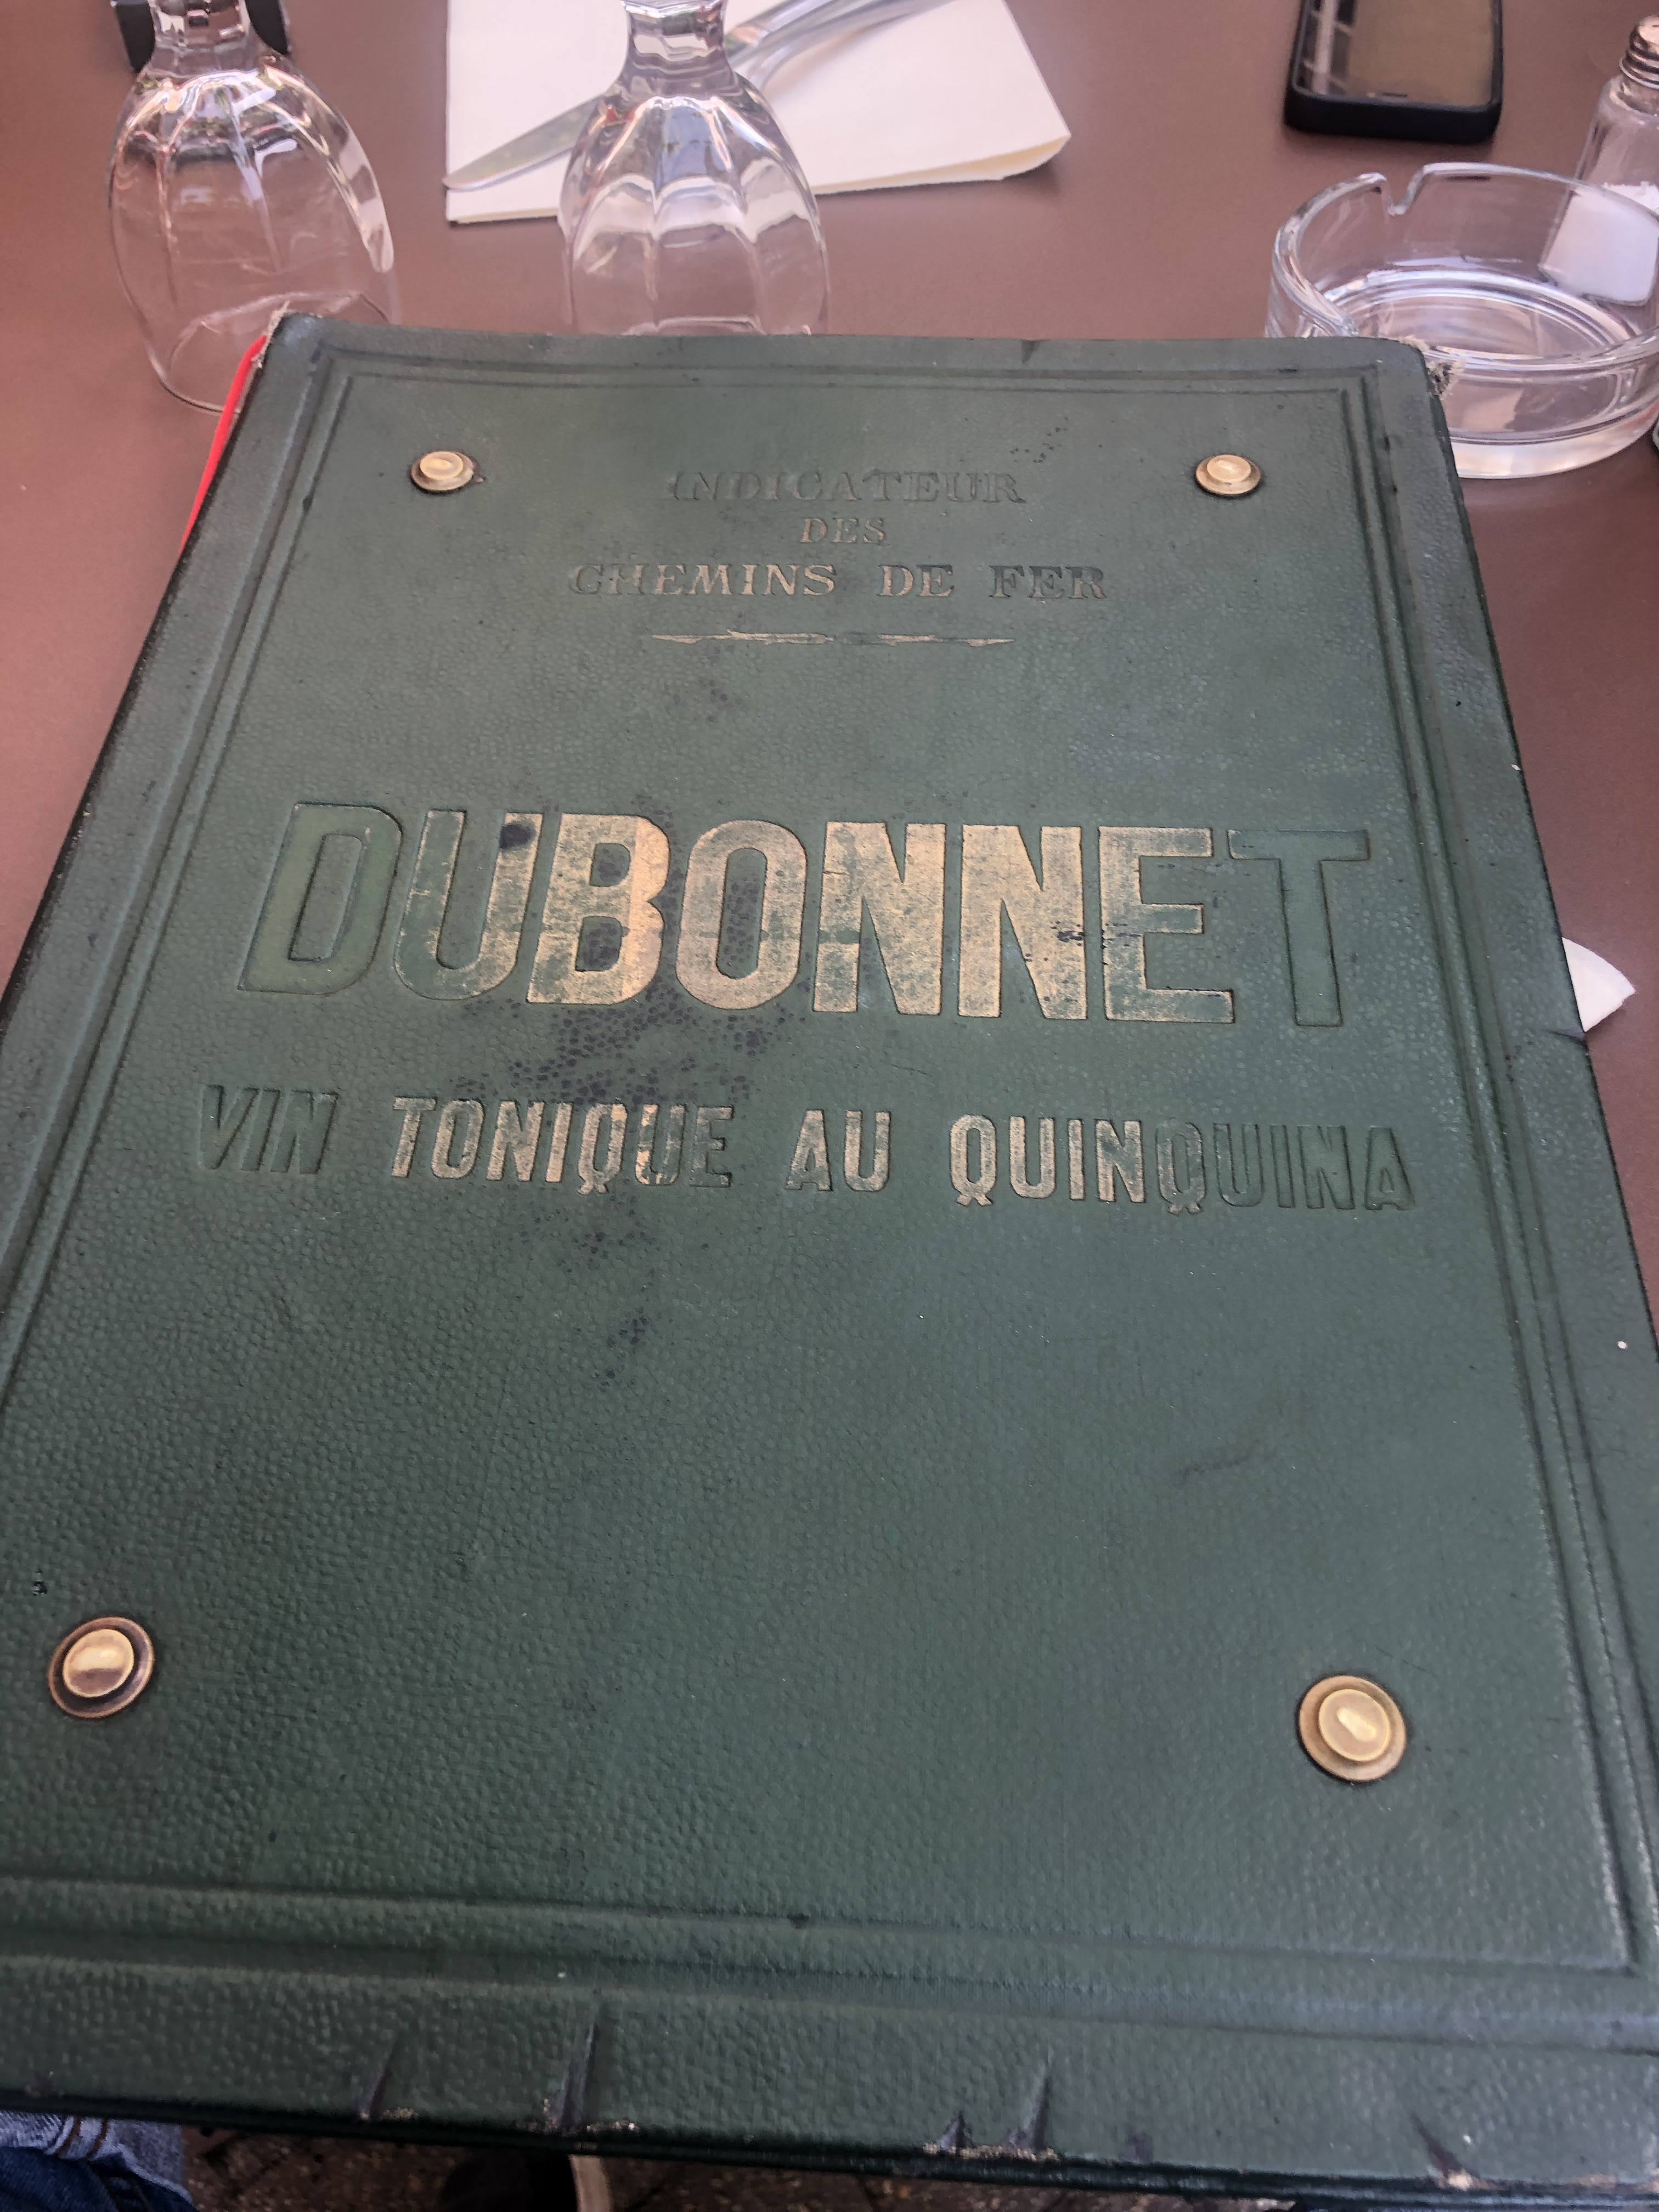 INDICATEUR
DES
CHEMINS DE FER
DUBONNET
VIN TONIQUE AU QUINQUINA